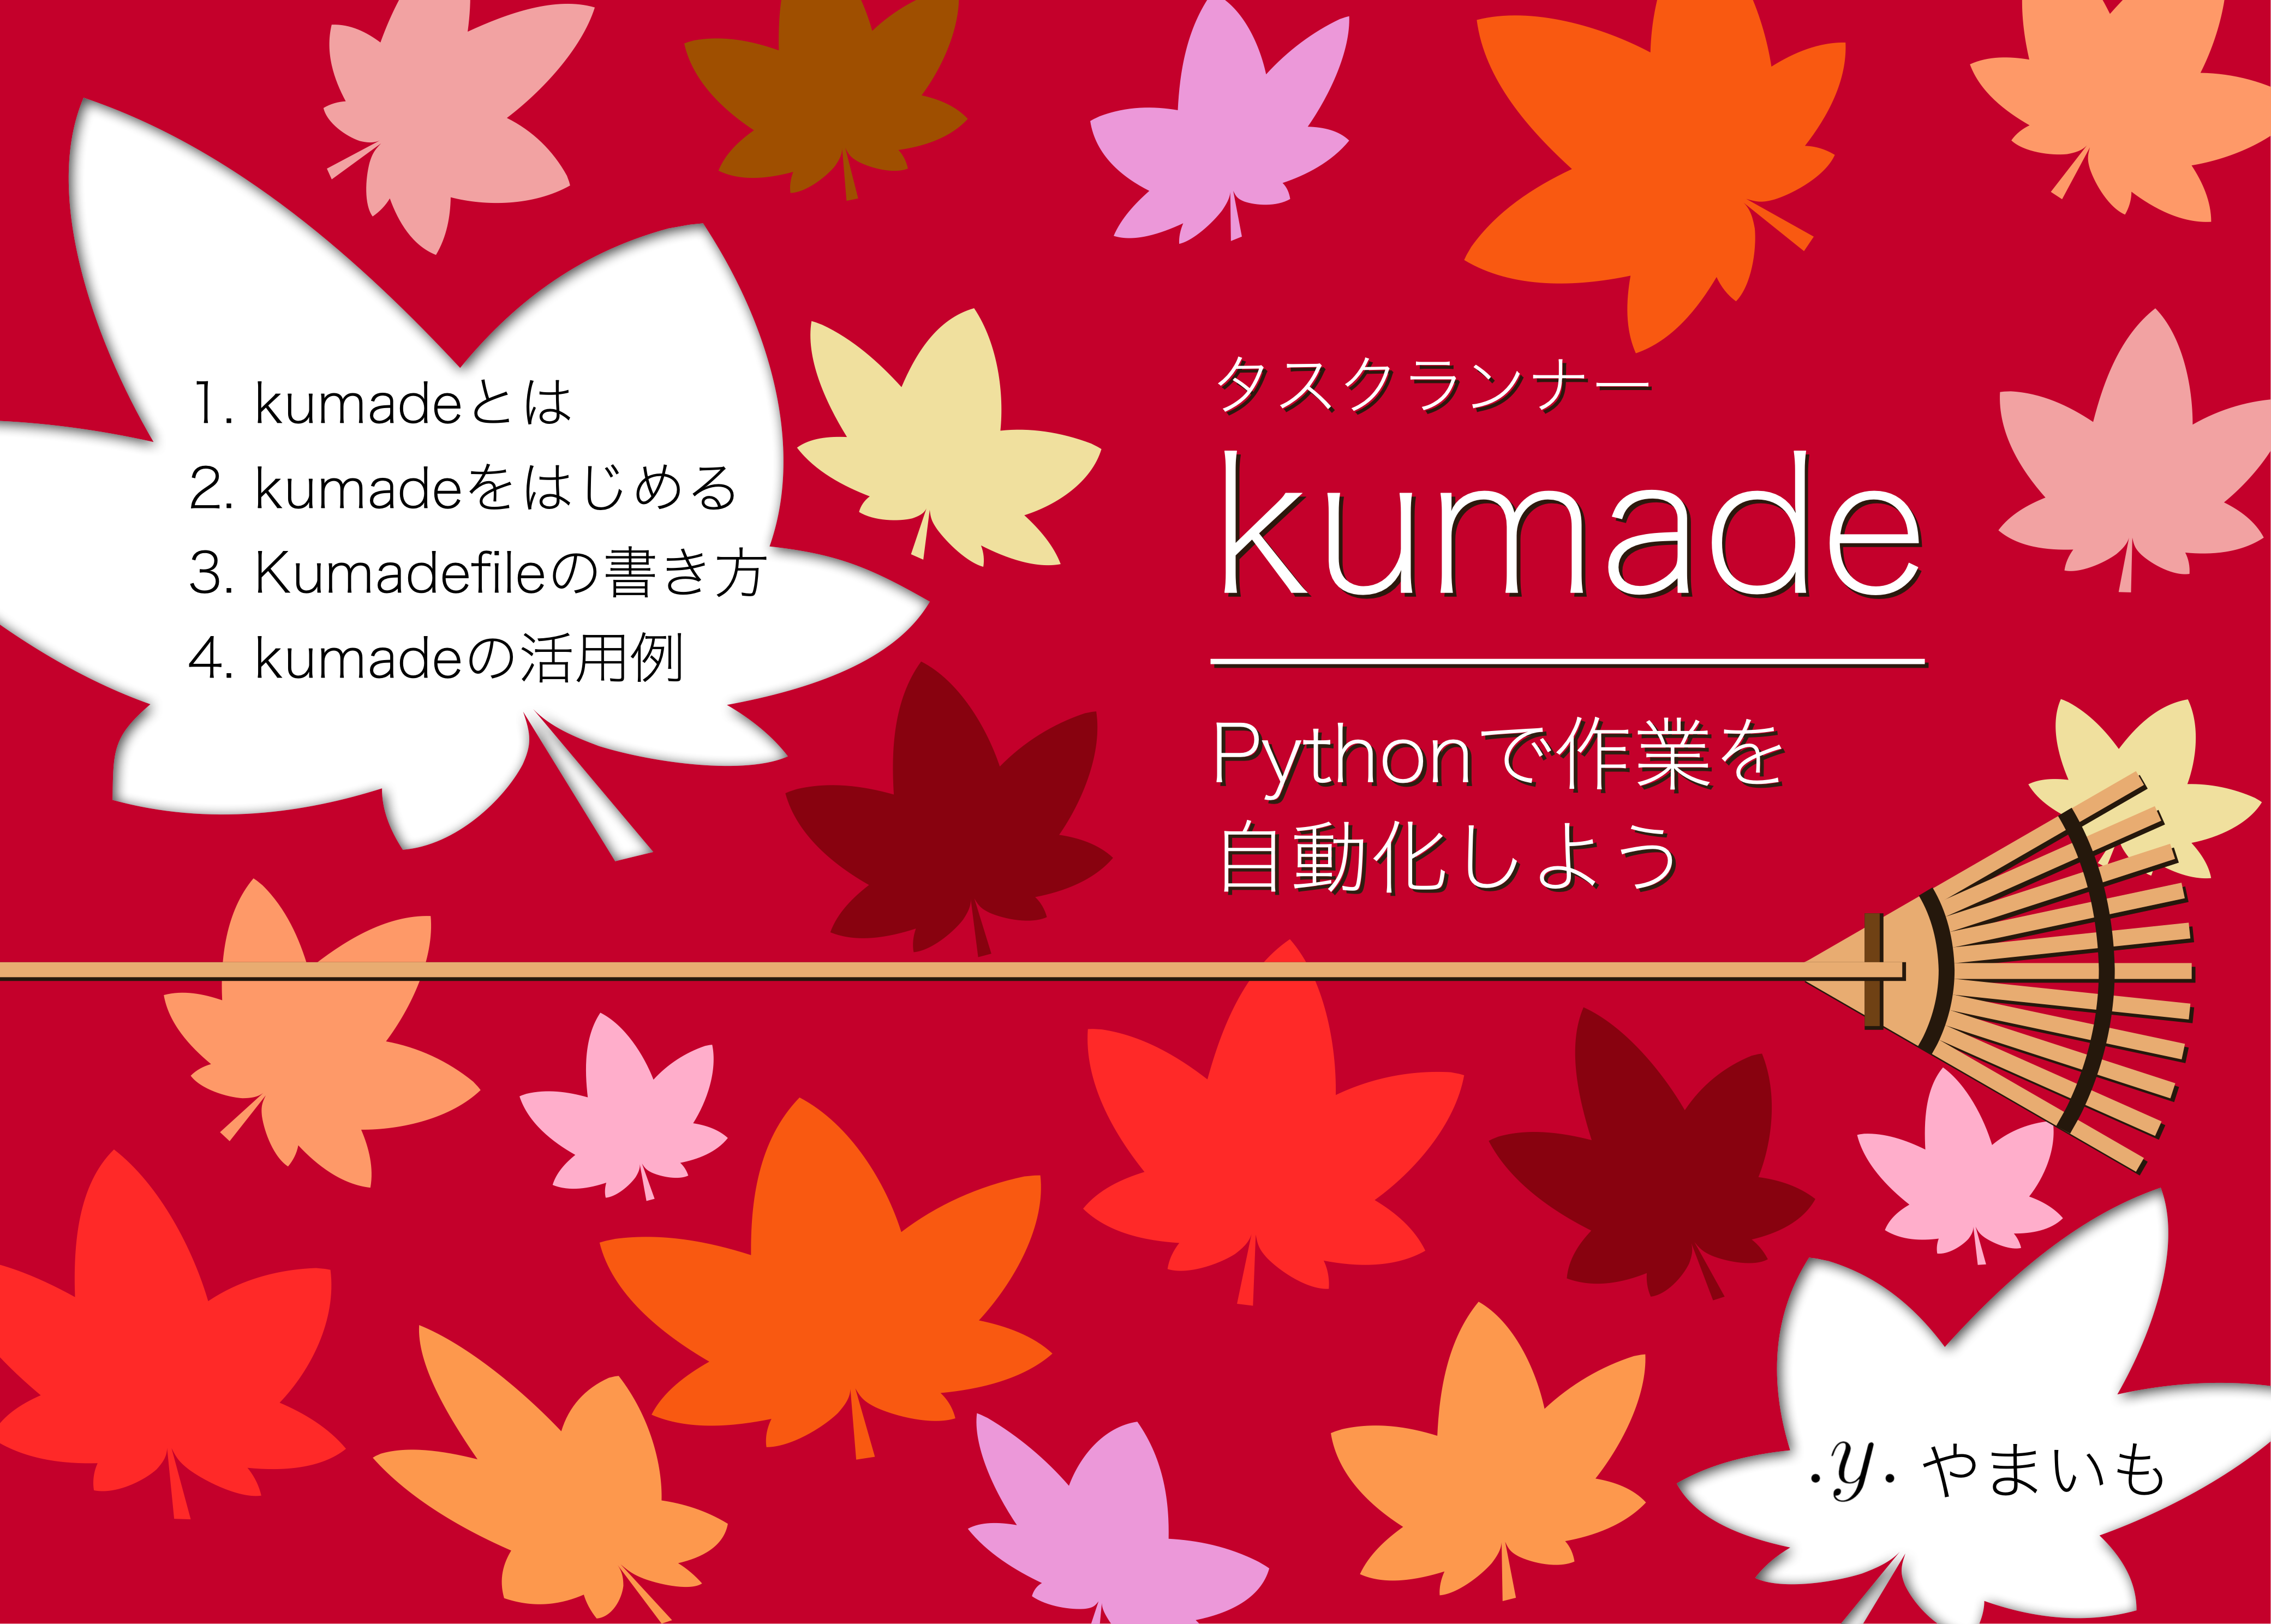 1. kumadeとは
2. kumadeをはじめる
3. Kumadefileの書き方
4. kumadeの活用例
タスクランナー
kumade
Pythonで作業を
自動化しよう
.y. やまいも